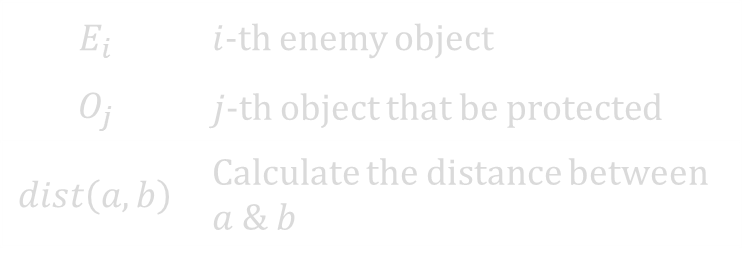 E_i i-th enemy object
O_j j-th object that be protected
dist(a, b) Calculate the distance between
a & b